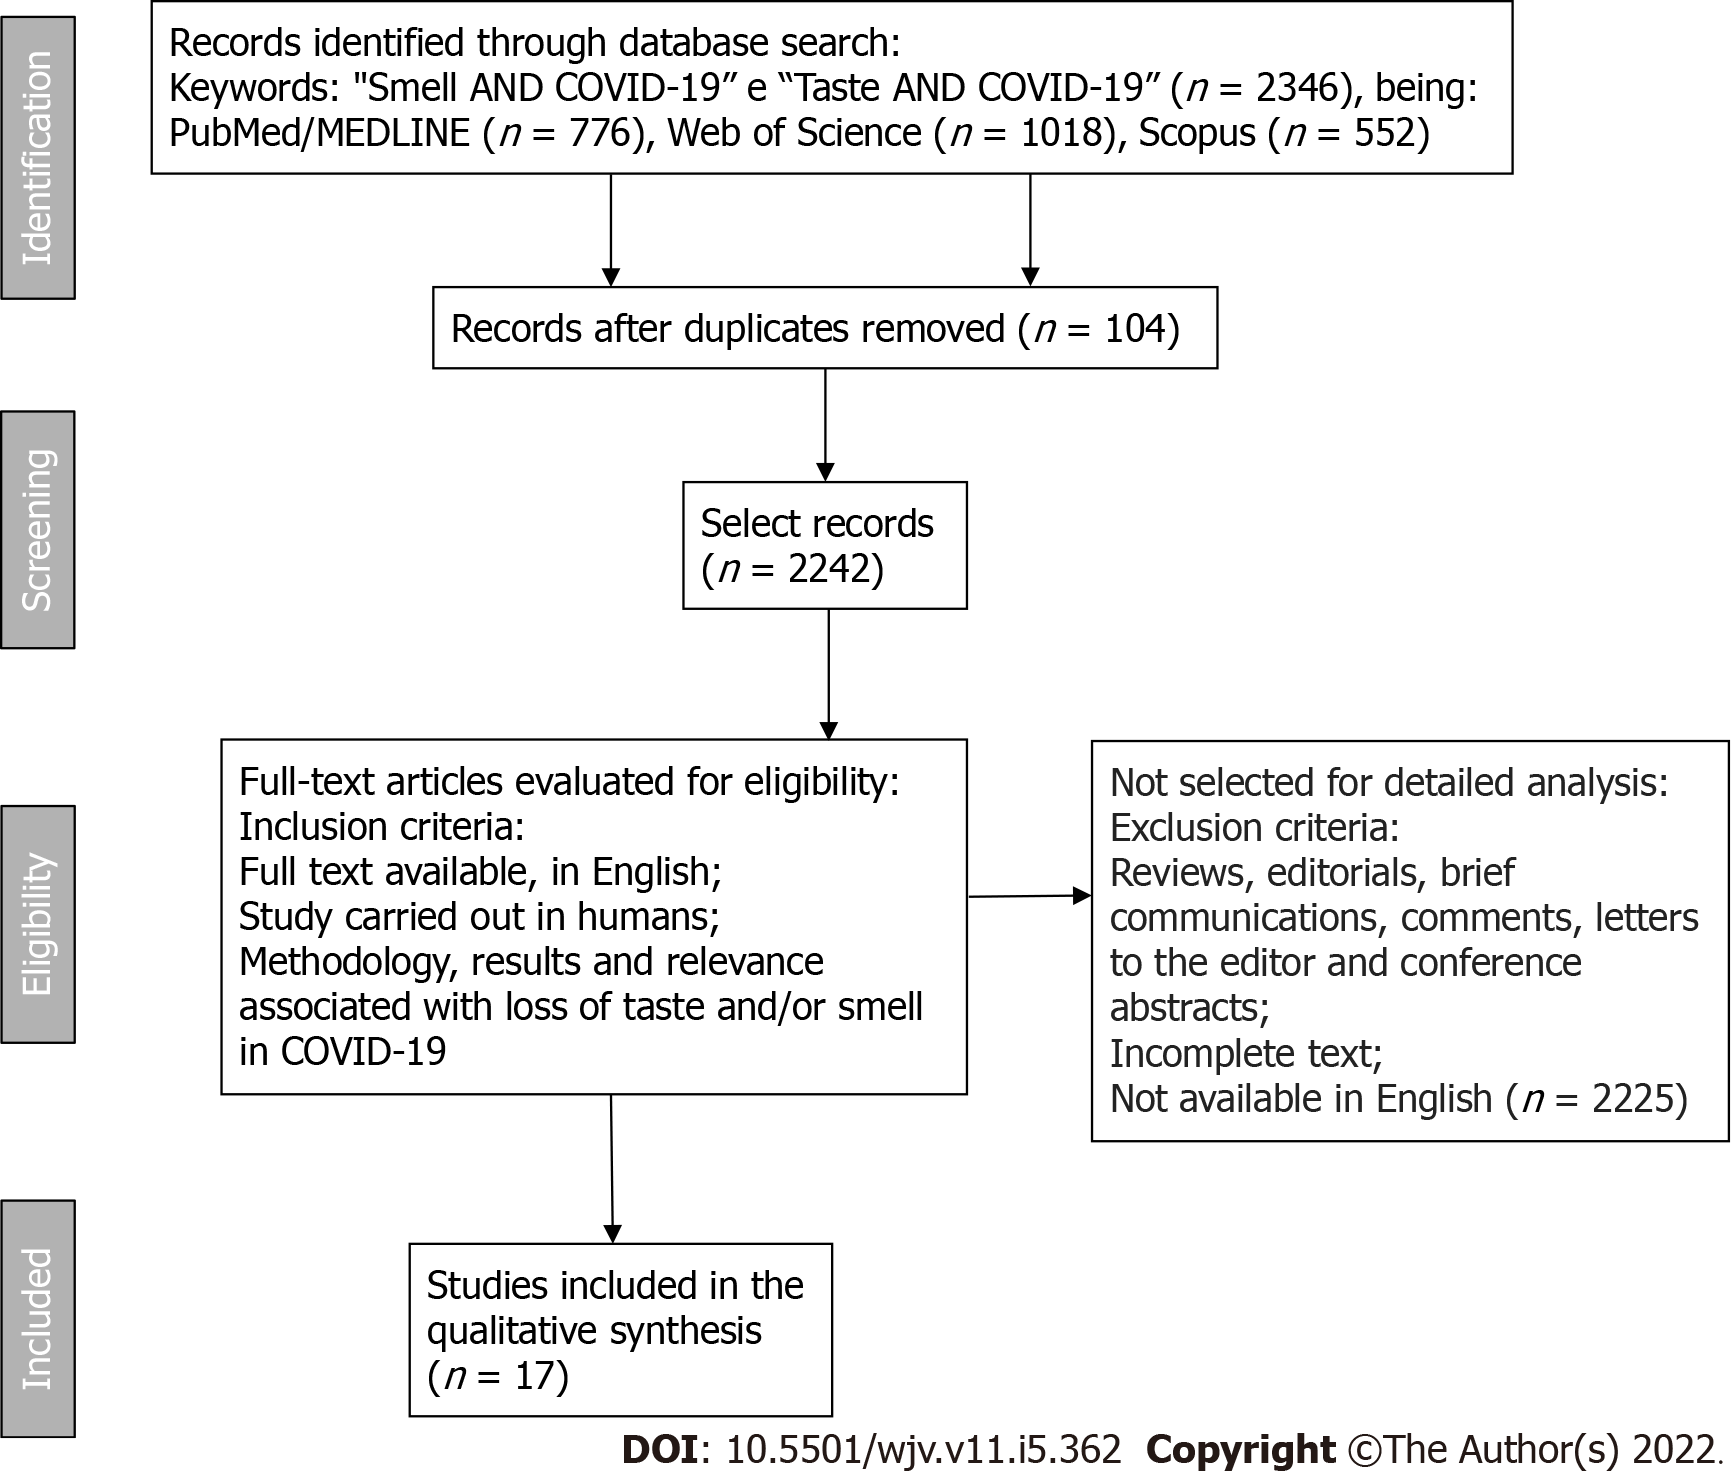 Identification
Records identified through database search:
Keywords: "Smell AND COVID-19” e “Taste AND COVID-19” (n = 2346), being:
PubMed/MEDLINE (n = 776), Web of Science (n = 1018), Scopus (n = 552)
Records after duplicates removed (n = 104)
Screening
Select records
(n = 2242)
Eligibility
Full-text articles evaluated for eligibility:
Inclusion criteria:
Full text available, in English;
Study carried out in humans;
Methodology, results and relevance
associated with loss of taste and/or smell
in COVID-19
Not selected for detailed analysis:
Exclusion criteria:
Reviews, editorials, brief
communications, comments, letters
to the editor and conference
abstracts;
Incomplete text;
Not available in English (n = 2225)
Included
Studies included in the
qualitative synthesis
(n = 17)
DOI: 10.5501/wjv.v11.i5.362 Copyright ©The Author(s) 2022.